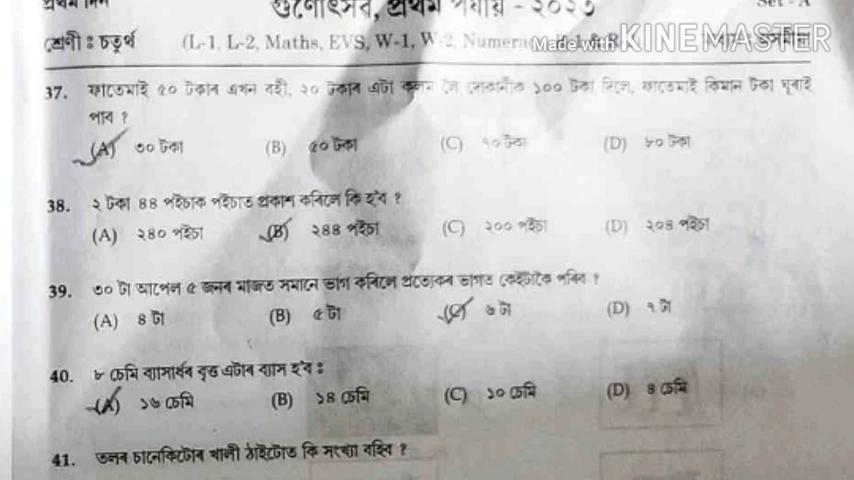 প্ৰথম দিন গুণোৎসৱ, প্ৰথম পৰ্যায় - ২০২৩ Set - A
শ্ৰেণী : চতুৰ্থ (L-1, L-2, Maths, EVS, W-1, W-2, Numeracy,
Made with KINEMASTER
37. ফাতেমাই ৫০ টকাৰ এখন বহী, ২০ টকাৰ এটা কলম লৈ দোকানীক ১০০ টকা দিলে, ফাতেমাই কিমান টকা ঘূৰাই
পাব ?
(A) ৩০ টকা (B) ৫০ টকা (C) ৭০ টকা (D) ৮০ টকা
38. ২ টকা ৪৪ পইচাক পইচাত প্ৰকাশ কৰিলে কি হ'ব ?
(A) ২৪০ পইচা (B) ২৪৪ পইচা (C) ২০০ পইচা (D) ২০৪ পইচা
39. ৩০ টা আপেল ৫ জনৰ মাজত সমানে ভাগ কৰিলে প্ৰত্যেকৰ ভাগত কেইটাকৈ পৰিব ?
(A) ৪ টা (B) ৫ টা (C) ৬ টা (D) ৭ টা
40. ৮ চেমি ব্যাসাৰ্ধৰ বৃত্ত এটাৰ ব্যাস হ'ব :
(A) ১৬ চেমি (B) ১৪ চেমি (C) ১০ চেমি (D) ৪ চেমি
41. তলৰ চানেকিটোৰ খালী ঠাইটোত কি সংখ্যা বহিব ?